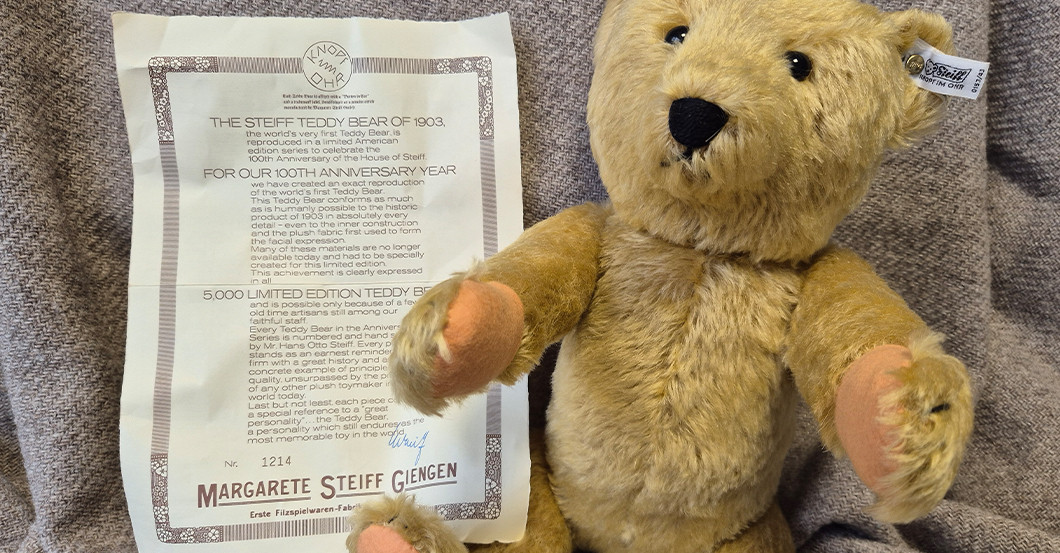 KNOPF
IM
OHR
THE STEIFF TEDDY BEAR OF 1903,
the world's very first Teddy Bear, is
reproduced in a limited American
edition series to celebrate the
100th Anniversary of the House of Steiff.
FOR OUR 100TH ANNIVERSARY YEAR
we have created an exact reproduction
of the world's first Teddy Bear.
This Teddy Bear conforms as much
as is humanly possible to the historic
product of 1903 in absolutely every
detail – even to the inner construction
and the plush fabric first used to form
the facial expression.
Many of these materials are no longer
available today and had to be specially
created for this limited edition.
This achievement is clearly expressed
in all
5,000 LIMITED EDITION TEDDY BE
and is possible only because of a few
old time artisans still among our
faithful staff.
Every Teddy Bear in the Annivers
Series is numbered and hand s
by Mr. Hans Otto Steiff. Every p
stands as an earnest reminde
firm with a great history and a
concrete example of principle
quality, unsurpassed by the p
of any other plush toymaker in
world today.
Last but not least, each piece c
a special reference to a "great
personality"... the Teddy Bear,
a personality which still endures as the
most memorable toy in the world.
Nr. 1214
MARGARETE STEIFF GIENGEN
Erste Filzspielwaren-Fabri
Steiff
KNOPF IM OHR
0157/43